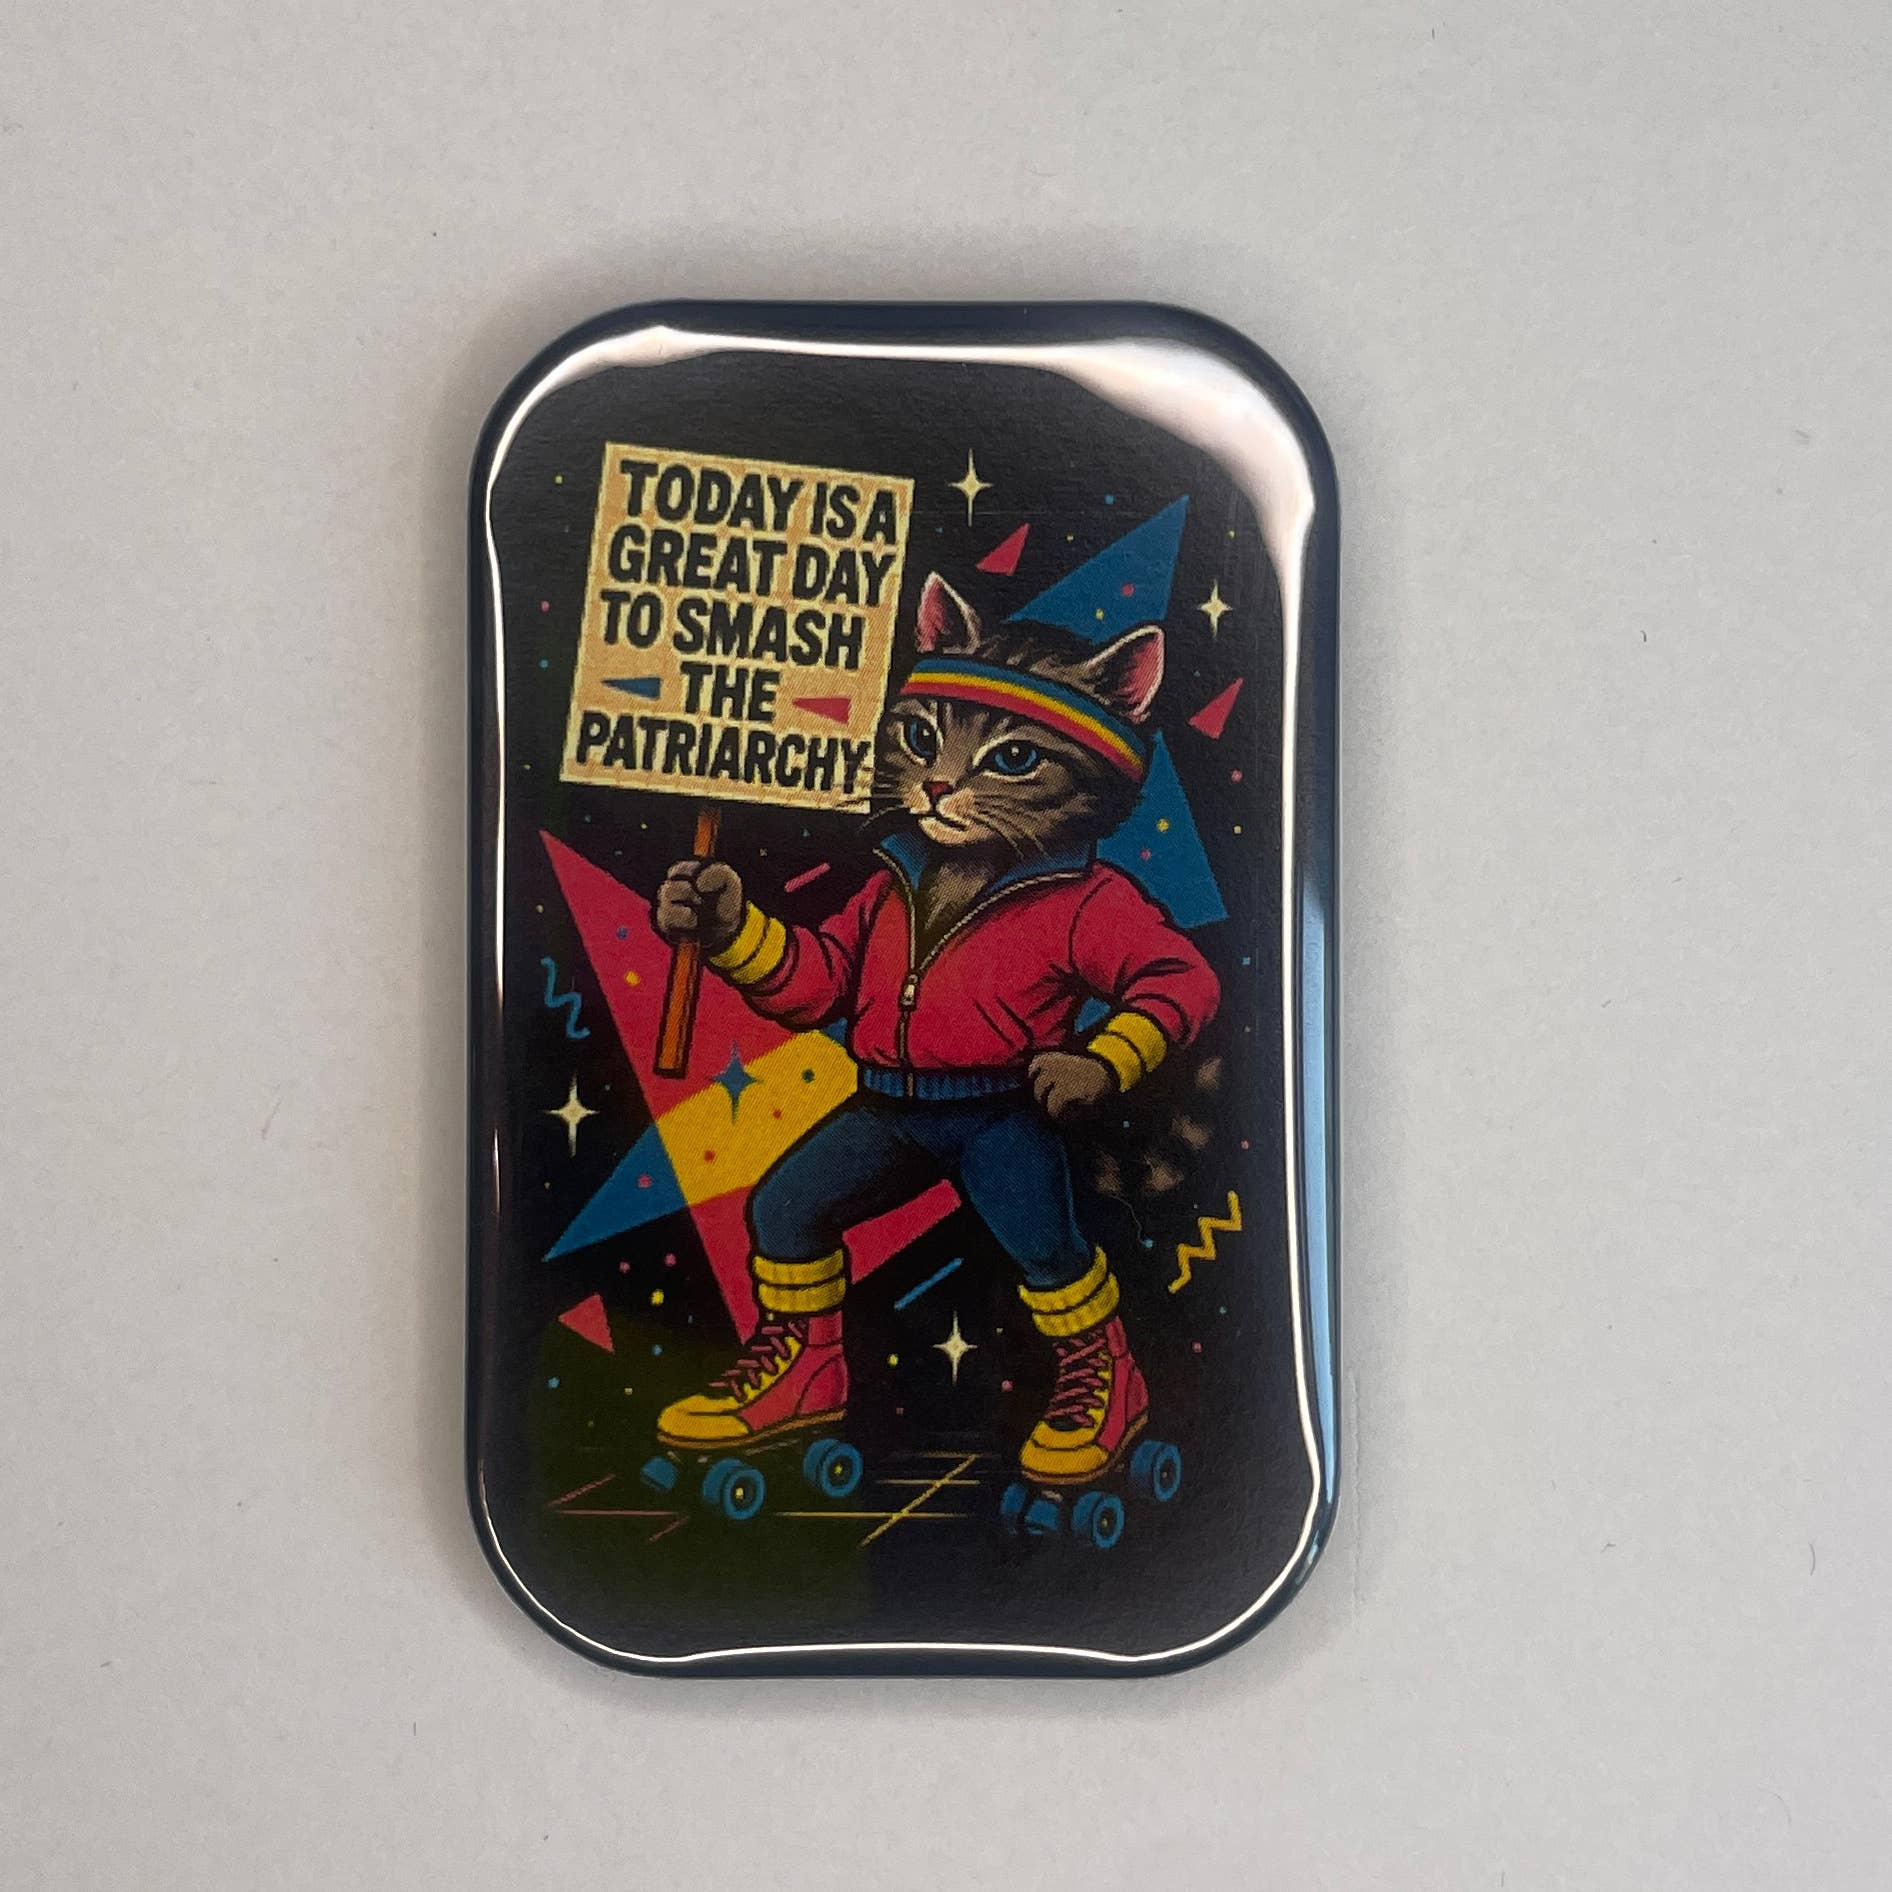 TODAY IS A
GREAT DAY
TO SMASH
THE
PATRIARCHY